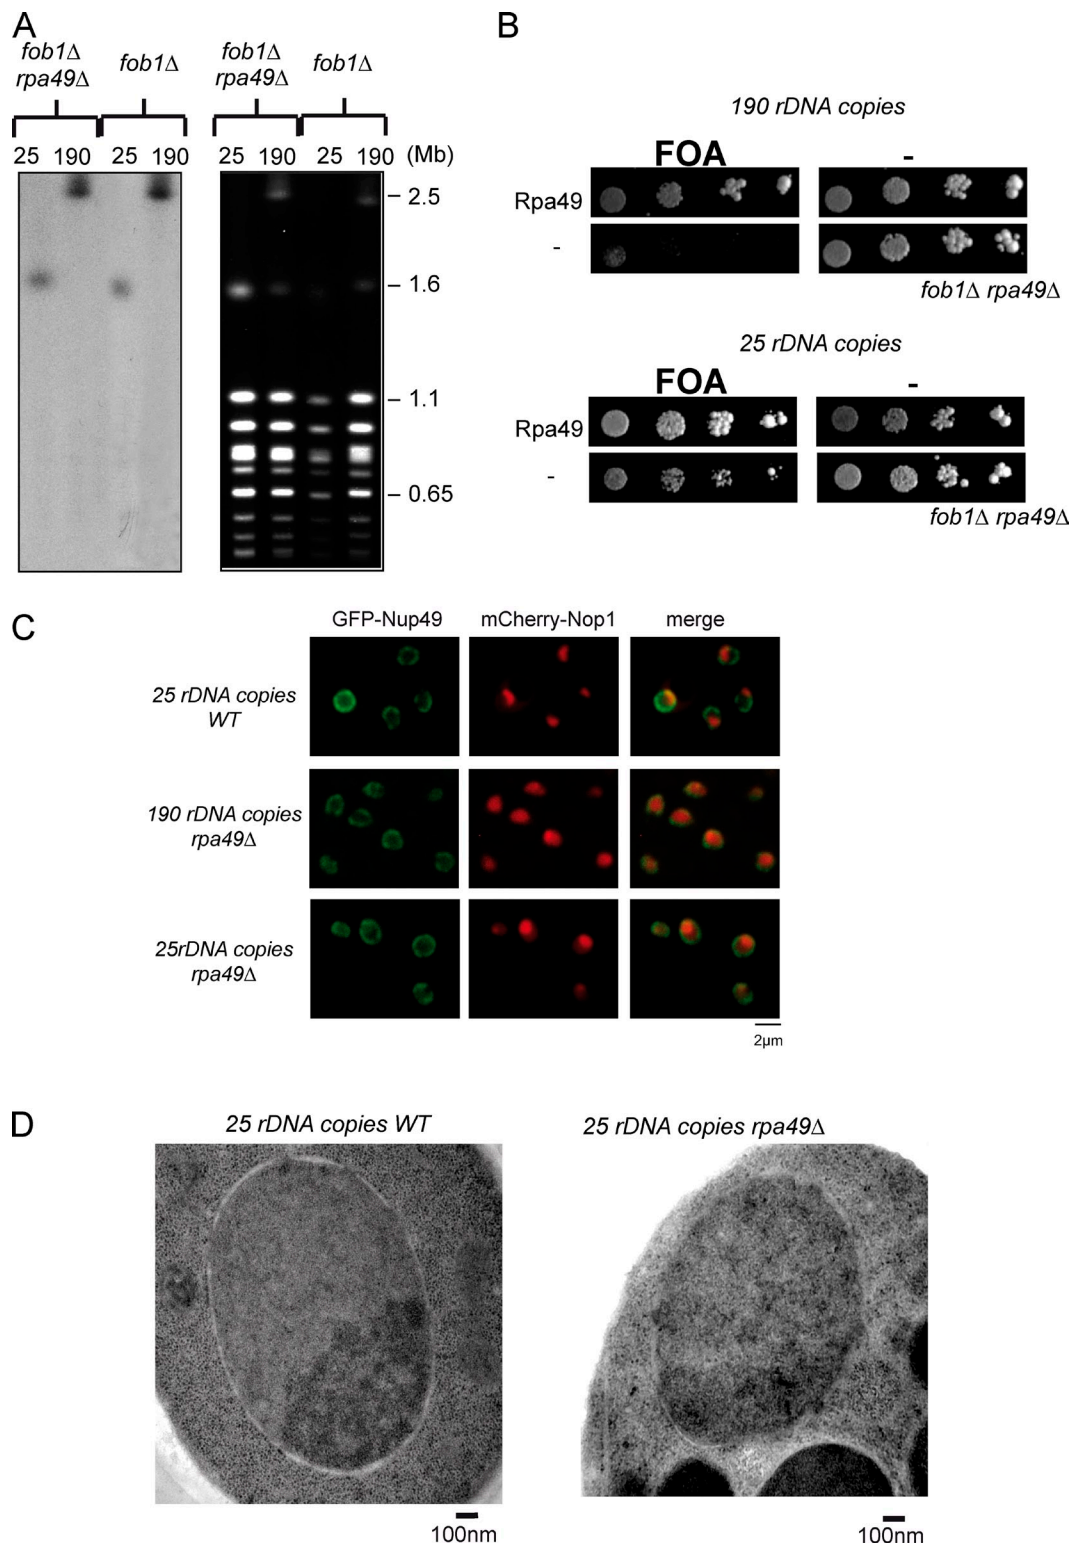 A
fob1Δ
rpa49Δ
fob1Δ
fob1Δ
rpa49Δ
fob1Δ
25 190 25 190
25 190 25 190 (Mb)
– 2.5
– 1.6
– 1.1
– 0.65
B
190 rDNA copies
FOA -
Rpa49
-
fob1Δ rpa49Δ
25 rDNA copies
FOA -
Rpa49
-
fob1Δ rpa49Δ
C
GFP-Nup49 mCherry-Nop1 merge
25 rDNA copies
WT
190 rDNA copies
rpa49Δ
25rDNA copies
rpa49Δ
2µm
D
25 rDNA copies WT
25 rDNA copies rpa49Δ
100nm
100nm